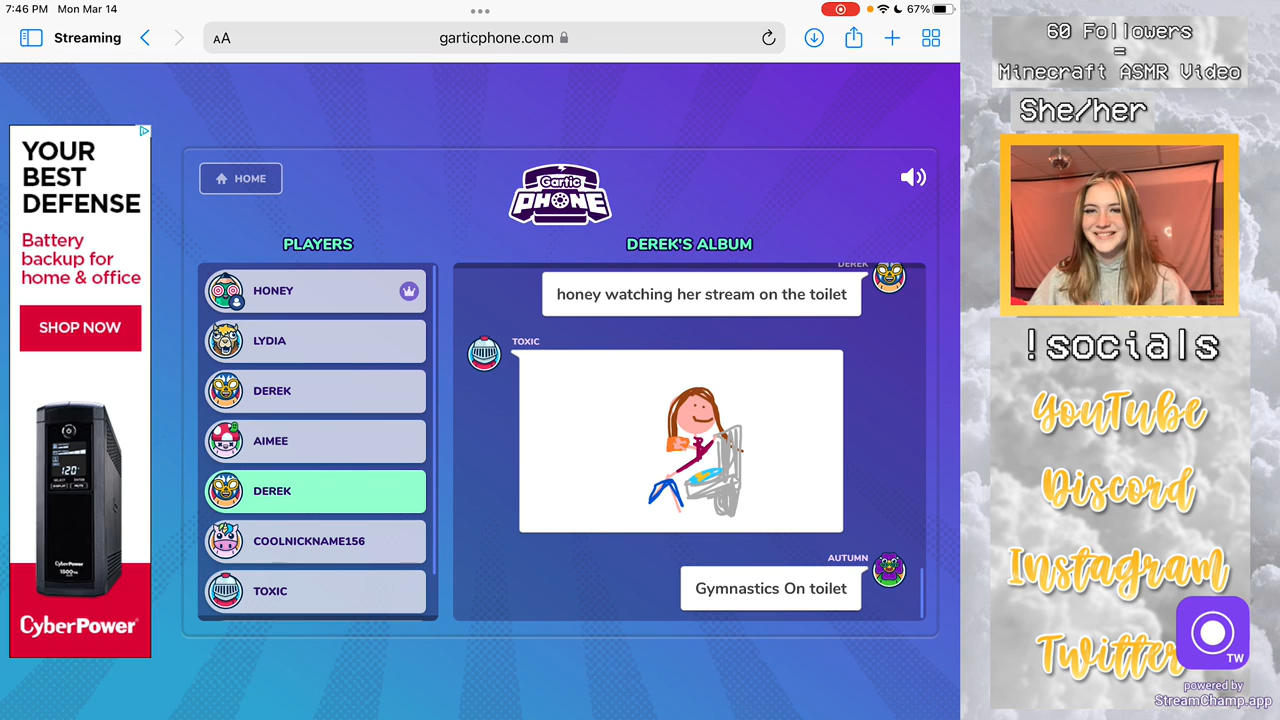 7:46 PM Mon Mar 14
67%
Streaming
AA
garticphone.com
60 Followers
=
Minecraft ASMR Video
She/her
YOUR
BEST
DEFENSE
Battery
backup for
home & office
SHOP NOW
120
CyberPower
1500va
CyberPower
HOME
Gartic
PHONE
PLAYERS
HONEY
LYDIA
DEREK
AIMEE
DEREK
COOLNICKNAME156
TOXIC
DEREK'S ALBUM
DEREK
honey watching her stream on the toilet
TOXIC
AUTUMN
Gymnastics On toilet
!socials
YouTube
Discord
Instagram
Twitter
TW
powered by
StreamChamp.app